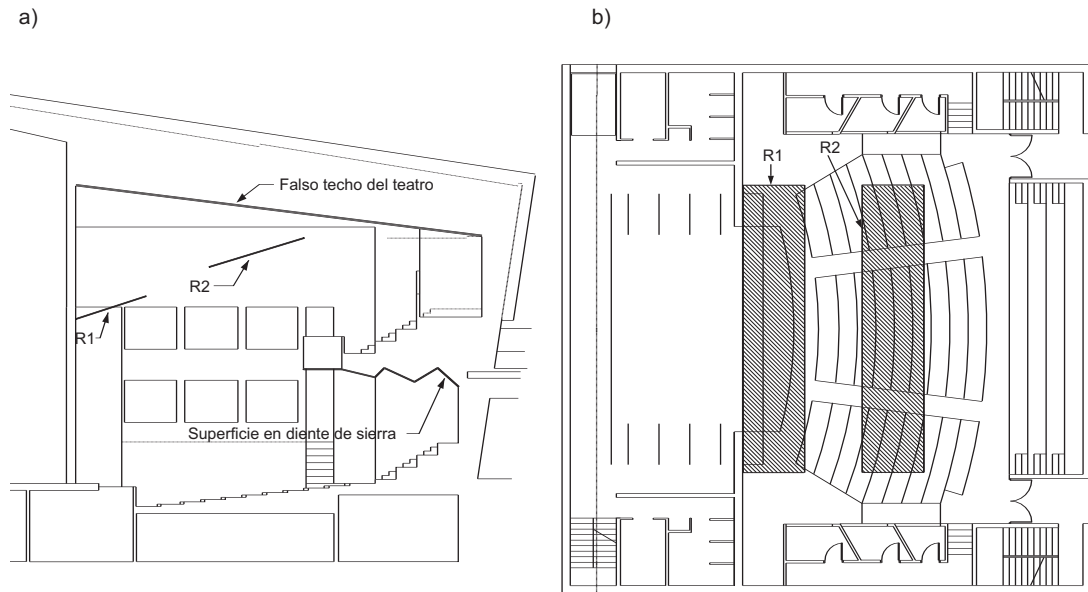 a)
Falso techo del teatro
R2
R1
Superficie en diente de sierra
b)
R1
R2